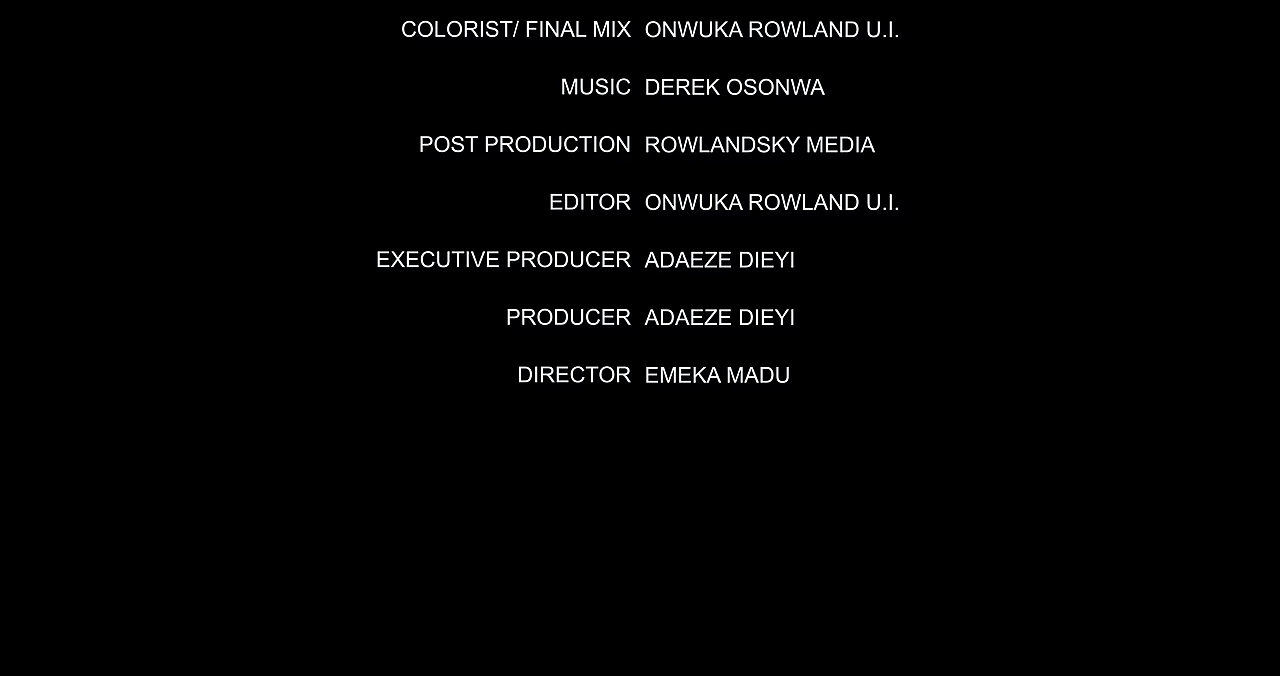 COLORIST/ FINAL MIX ONWUKA ROWLAND U.I.
MUSIC DEREK OSONWA
POST PRODUCTION ROWLANDSKY MEDIA
EDITOR ONWUKA ROWLAND U.I.
EXECUTIVE PRODUCER ADAEZE DIEYI
PRODUCER ADAEZE DIEYI
DIRECTOR EMEKA MADU